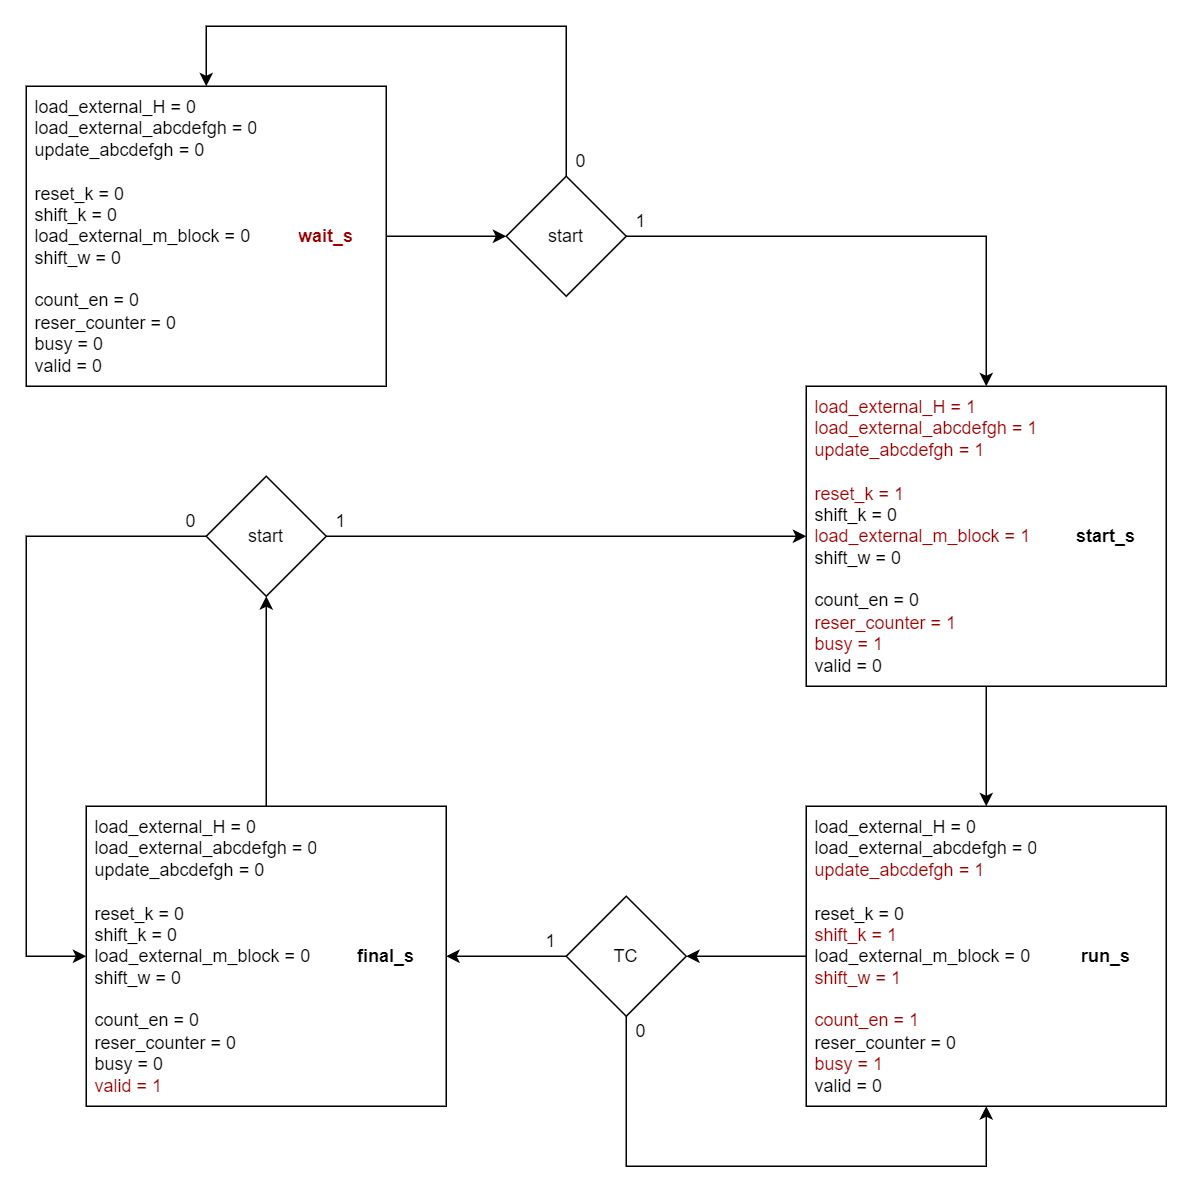 load_external_H = 0
load_external_abcdefgh = 0
update_abcdefgh = 0
reset_k = 0
shift_k = 0
load_external_m_block = 0
shift_w = 0
count_en = 0
reser_counter = 0
busy = 0
valid = 0
wait_s
start
0
1
load_external_H = 1
load_external_abcdefgh = 1
update_abcdefgh = 1
reset_k = 1
shift_k = 0
load_external_m_block = 1
shift_w = 0
count_en = 0
reser_counter = 1
busy = 1
valid = 0
start_s
0
start
1
load_external_H = 0
load_external_abcdefgh = 0
update_abcdefgh = 0
reset_k = 0
shift_k = 0
load_external_m_block = 0
shift_w = 0
count_en = 0
reser_counter = 0
busy = 0
valid = 1
final_s
1
TC
0
load_external_H = 0
load_external_abcdefgh = 0
update_abcdefgh = 1
reset_k = 0
shift_k = 1
load_external_m_block = 0
shift_w = 1
count_en = 1
reser_counter = 0
busy = 1
valid = 0
run_s